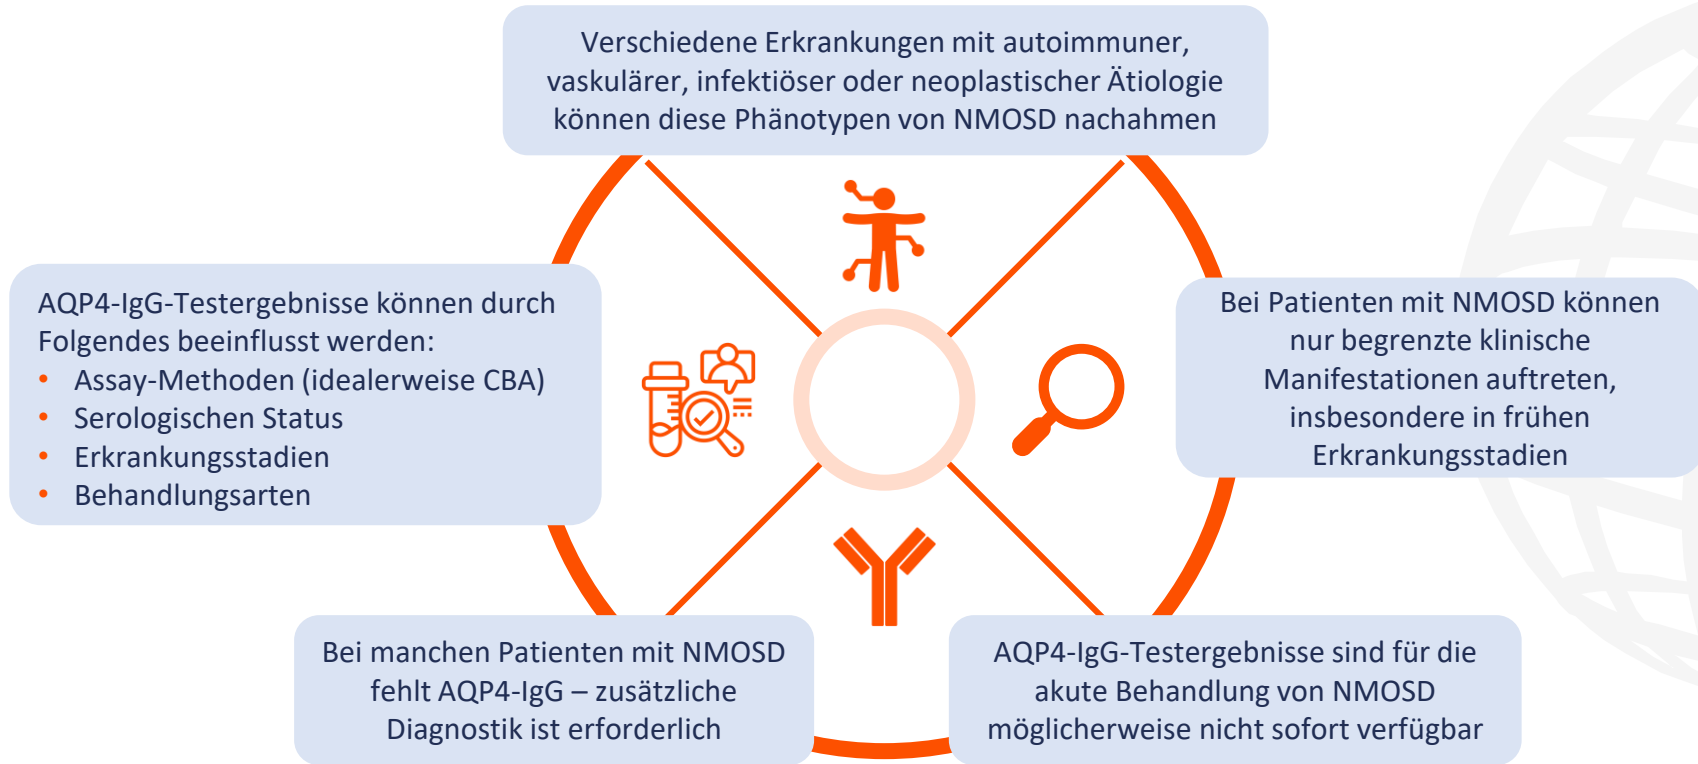 Verschiedene Erkrankungen mit autoimmuner,
vaskulärer, infektiöser oder neoplastischer Ätiologie
können diese Phänotypen von NMOSD nachahmen
AQP4-IgG-Testergebnisse können durch
Folgendes beeinflusst werden:
• Assay-Methoden (idealerweise CBA)
• Serologischen Status
• Erkrankungsstadien
• Behandlungsarten
Bei Patienten mit NMOSD können
nur begrenzte klinische
Manifestationen auftreten,
insbesondere in frühen
Erkrankungsstadien
Bei manchen Patienten mit NMOSD
fehlt AQP4-IgG – zusätzliche
Diagnostik ist erforderlich
AQP4-IgG-Testergebnisse sind für die
akute Behandlung von NMOSD
möglicherweise nicht sofort verfügbar